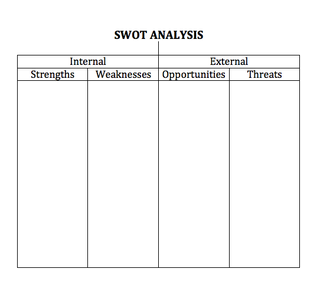 SWOT ANALYSIS
Internal External
Strengths Weaknesses Opportunities Threats